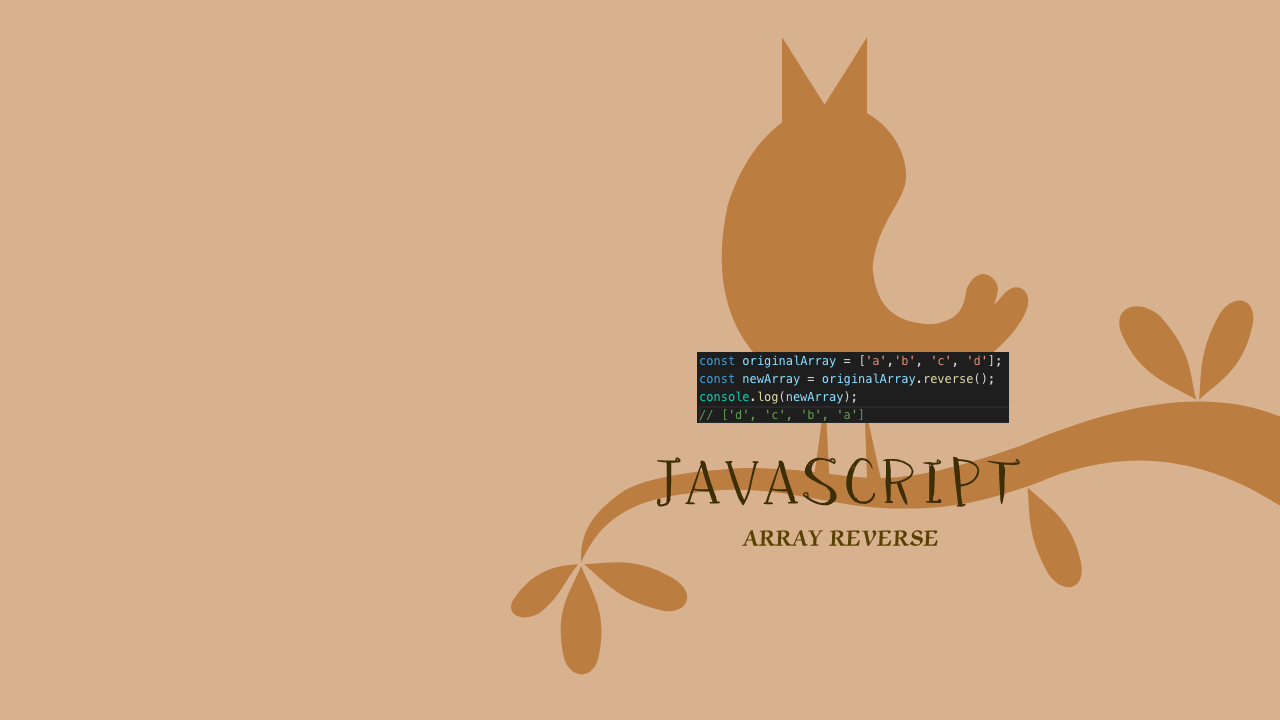 const originalArray = ['a','b', 'c', 'd'];
const newArray = originalArray.reverse();
console.log(newArray);
// ['d', 'c', 'b', 'a']
JAVASCRIPT
ARRAY REVERSE